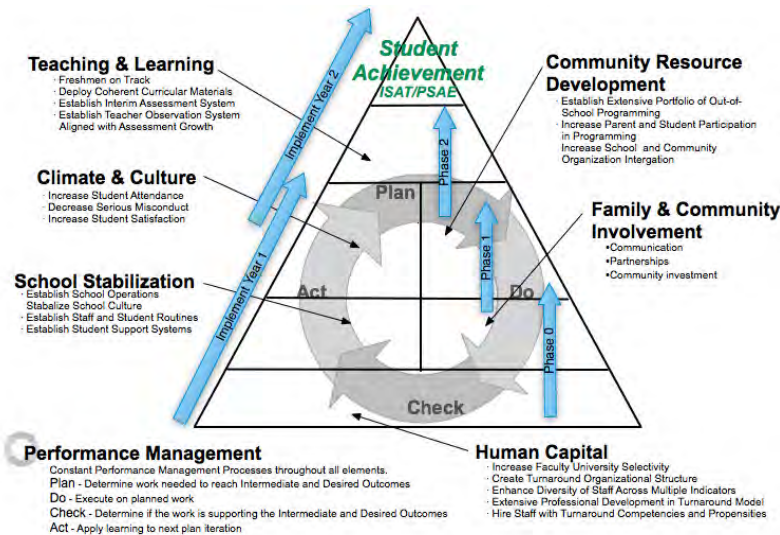 Student
Achievement
ISAT/PSAE
Teaching & Learning
· Freshmen on Track
· Deploy Coherent Curricular Materials
· Establish Interim Assessment System
· Establish Teacher Observation System
Aligned with Assessment Growth
Community Resource
Development
· Establish Extensive Portfolio of Out-of-
School Programming
· Increase Parent and Student Participation
in Programming
Increase School and Community
Organization Intergation
Implement Year 2
Phase 2
Climate & Culture
· Increase Student Attendance
· Decrease Serious Misconduct
· Increase Student Satisfaction
Plan
Family & Community
Involvement
•Communication
•Partnerships
•Community investment
Implement Year 1
Phase 1
School Stabilization
· Establish School Operations
Stabalize School Culture
· Establish Staff and Student Routines
· Establish Student Support Systems
Act
Do
Phase 0
Check
Performance Management
Constant Performance Management Processes throughout all elements.
Plan - Determine work needed to reach Intermediate and Desired Outcomes
Do - Execute on planned work
Check - Determine if the work is supporting the Intermediate and Desired Outcomes
Act - Apply learning to next plan iteration
Human Capital
· Increase Faculty University Selectivity
· Create Turnaround Organizational Structure
· Enhance Diversity of Staff Across Multiple Indicators
· Extensive Professional Development in Turnaround Model
· Hire Staff with Turnaround Competencies and Propensities